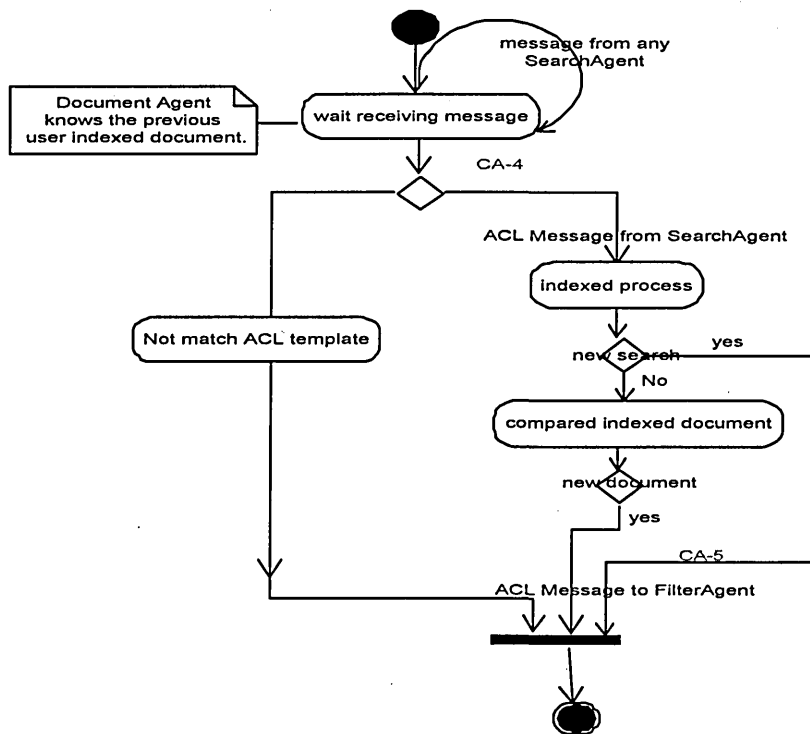 message from any
SearchAgent
Document Agent
knows the previous
user indexed document.
wait receiving message
CA-4
ACL Message from SearchAgent
indexed process
Not match ACL template
new search
yes
No
compared indexed document
new document
yes
CA-5
ACL Message to FilterAgent